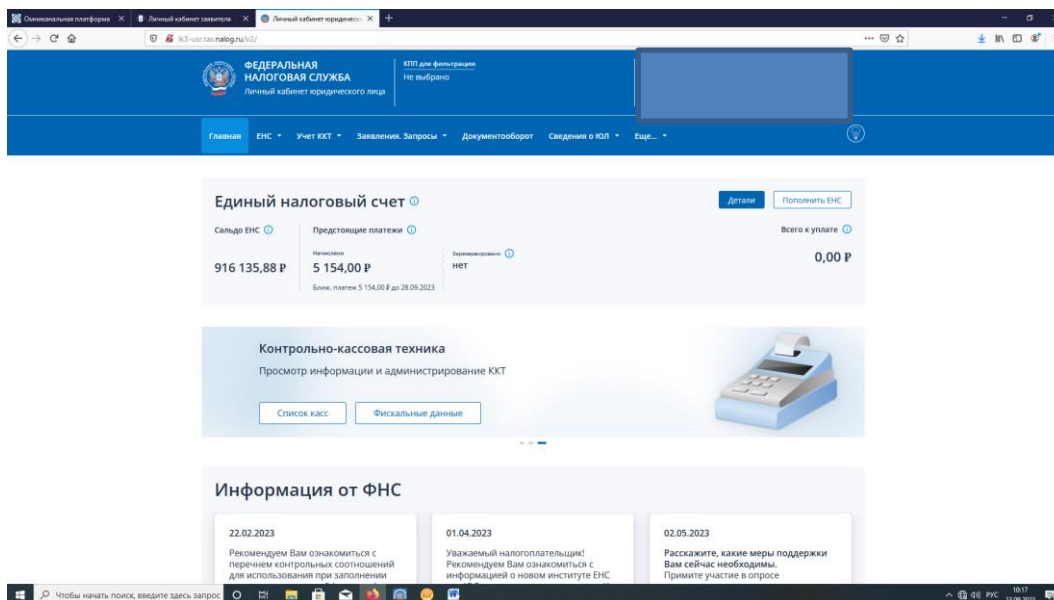 Омниканальная платформа
Личный кабинет заявителя
Личный кабинет юридическо
lk3-usr.tax.nalog.ru/v2/
ФЕДЕРАЛЬНАЯ
НАЛОГОВАЯ СЛУЖБА
Личный кабинет юридического лица
КПП для фильтрации
Не выбрано
Главная ЕНС Учет ККТ Заявления. Запросы Документооборот Сведения о ЮЛ Еще...
Единый налоговый счет
Детали Пополнить ЕНС
Сальдо ЕНС Предстоящие платежи Всего к уплате
Начислено Зарезервировано
916 135,88 ₽ 5 154,00 ₽ нет 0,00 ₽
Ближ. платеж 5 154,00 ₽ до 28.09.2023
Контрольно-кассовая техника
Просмотр информации и администрирование ККТ
Список касс Фискальные данные
Информация от ФНС
22.02.2023
Рекомендуем Вам ознакомиться с
перечнем контрольных соотношений
для использования при заполнении
01.04.2023
Уважаемый налогоплательщик!
Рекомендуем Вам ознакомиться с
информацией о новом институте ЕНС
02.05.2023
Расскажите, какие меры поддержки
Вам сейчас необходимы.
Примите участие в опросе
Чтобы начать поиск, введите здесь запрос
РУС
10:17